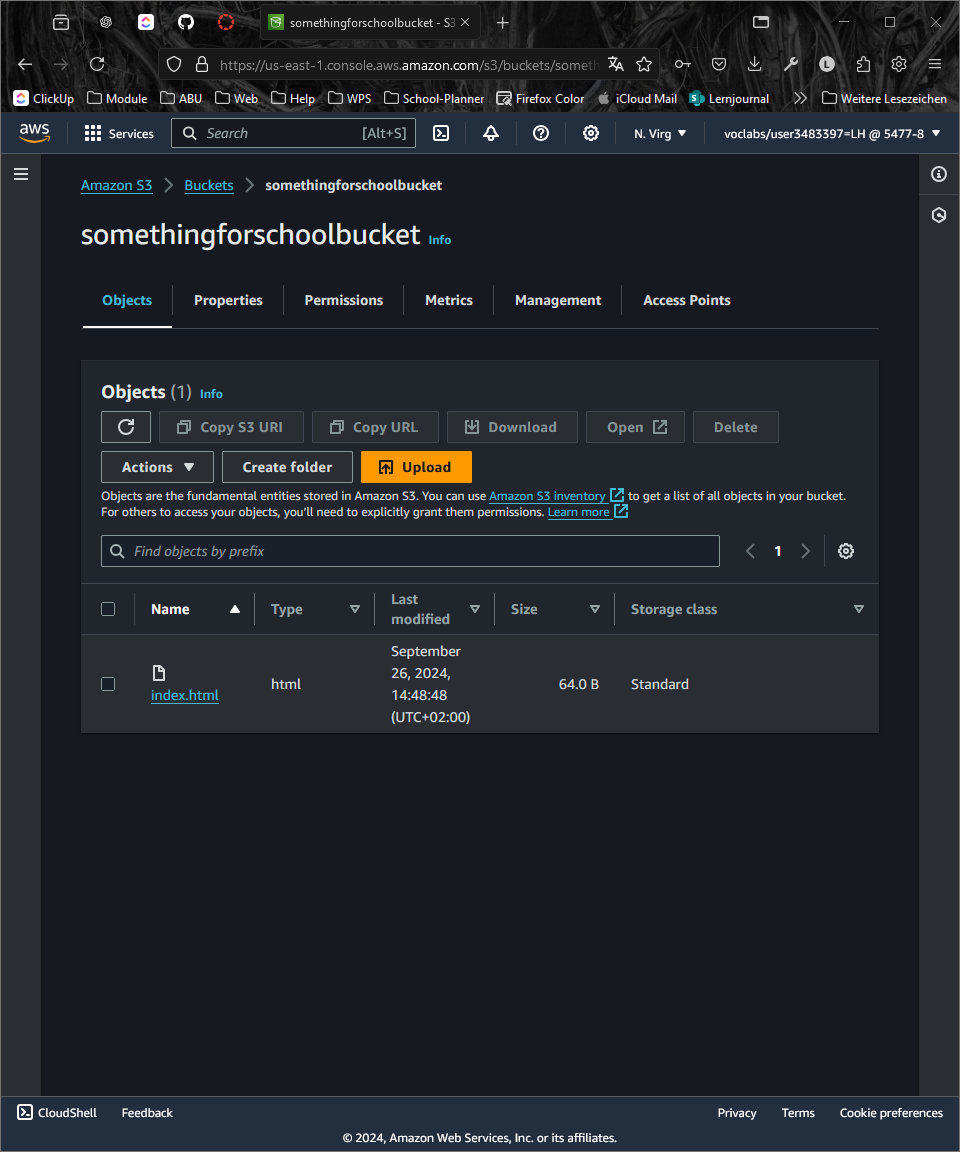 somethingforschoolbucket - S3
https://us-east-1.console.aws.amazon.com/s3/buckets/someth
ClickUp Module ABU Web Help WPS School-Planner Firefox Color iCloud Mail Lernjournal Weitere Lesezeichen
aws Services Search [Alt+S] N. Virg voclabs/user3483397=LH @ 5477-8
Amazon S3 Buckets somethingforschoolbucket
somethingforschoolbucket Info
Objects Properties Permissions Metrics Management Access Points
Objects (1) Info
Copy S3 URI Copy URL Download Open Delete
Actions Create folder Upload
Objects are the fundamental entities stored in Amazon S3. You can use Amazon S3 inventory to get a list of all objects in your bucket.
For others to access your objects, you'll need to explicitly grant them permissions. Learn more
Find objects by prefix 1
Name Type Last modified Size Storage class
index.html html September 26, 2024, 14:48:48 (UTC+02:00) 64.0 B Standard
CloudShell Feedback Privacy Terms Cookie preferences
© 2024, Amazon Web Services, Inc. or its affiliates.